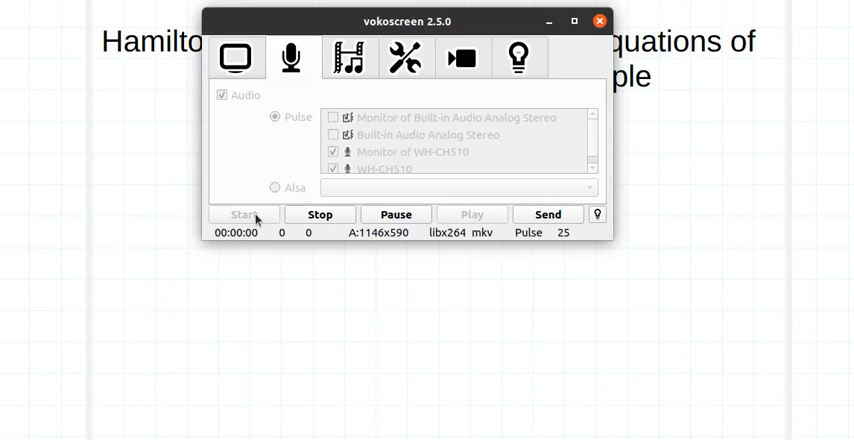 vokoscreen 2.5.0
Hamilto quations of
ple
Audio
Pulse
Monitor of Built-in Audio Analog Stereo
Built-in Audio Analog Stereo
Monitor of WH-CH510
WH-CH510
Alsa
Start Stop Pause Play Send
00:00:00 0 0 A:1146x590 libx264 mkv Pulse 25